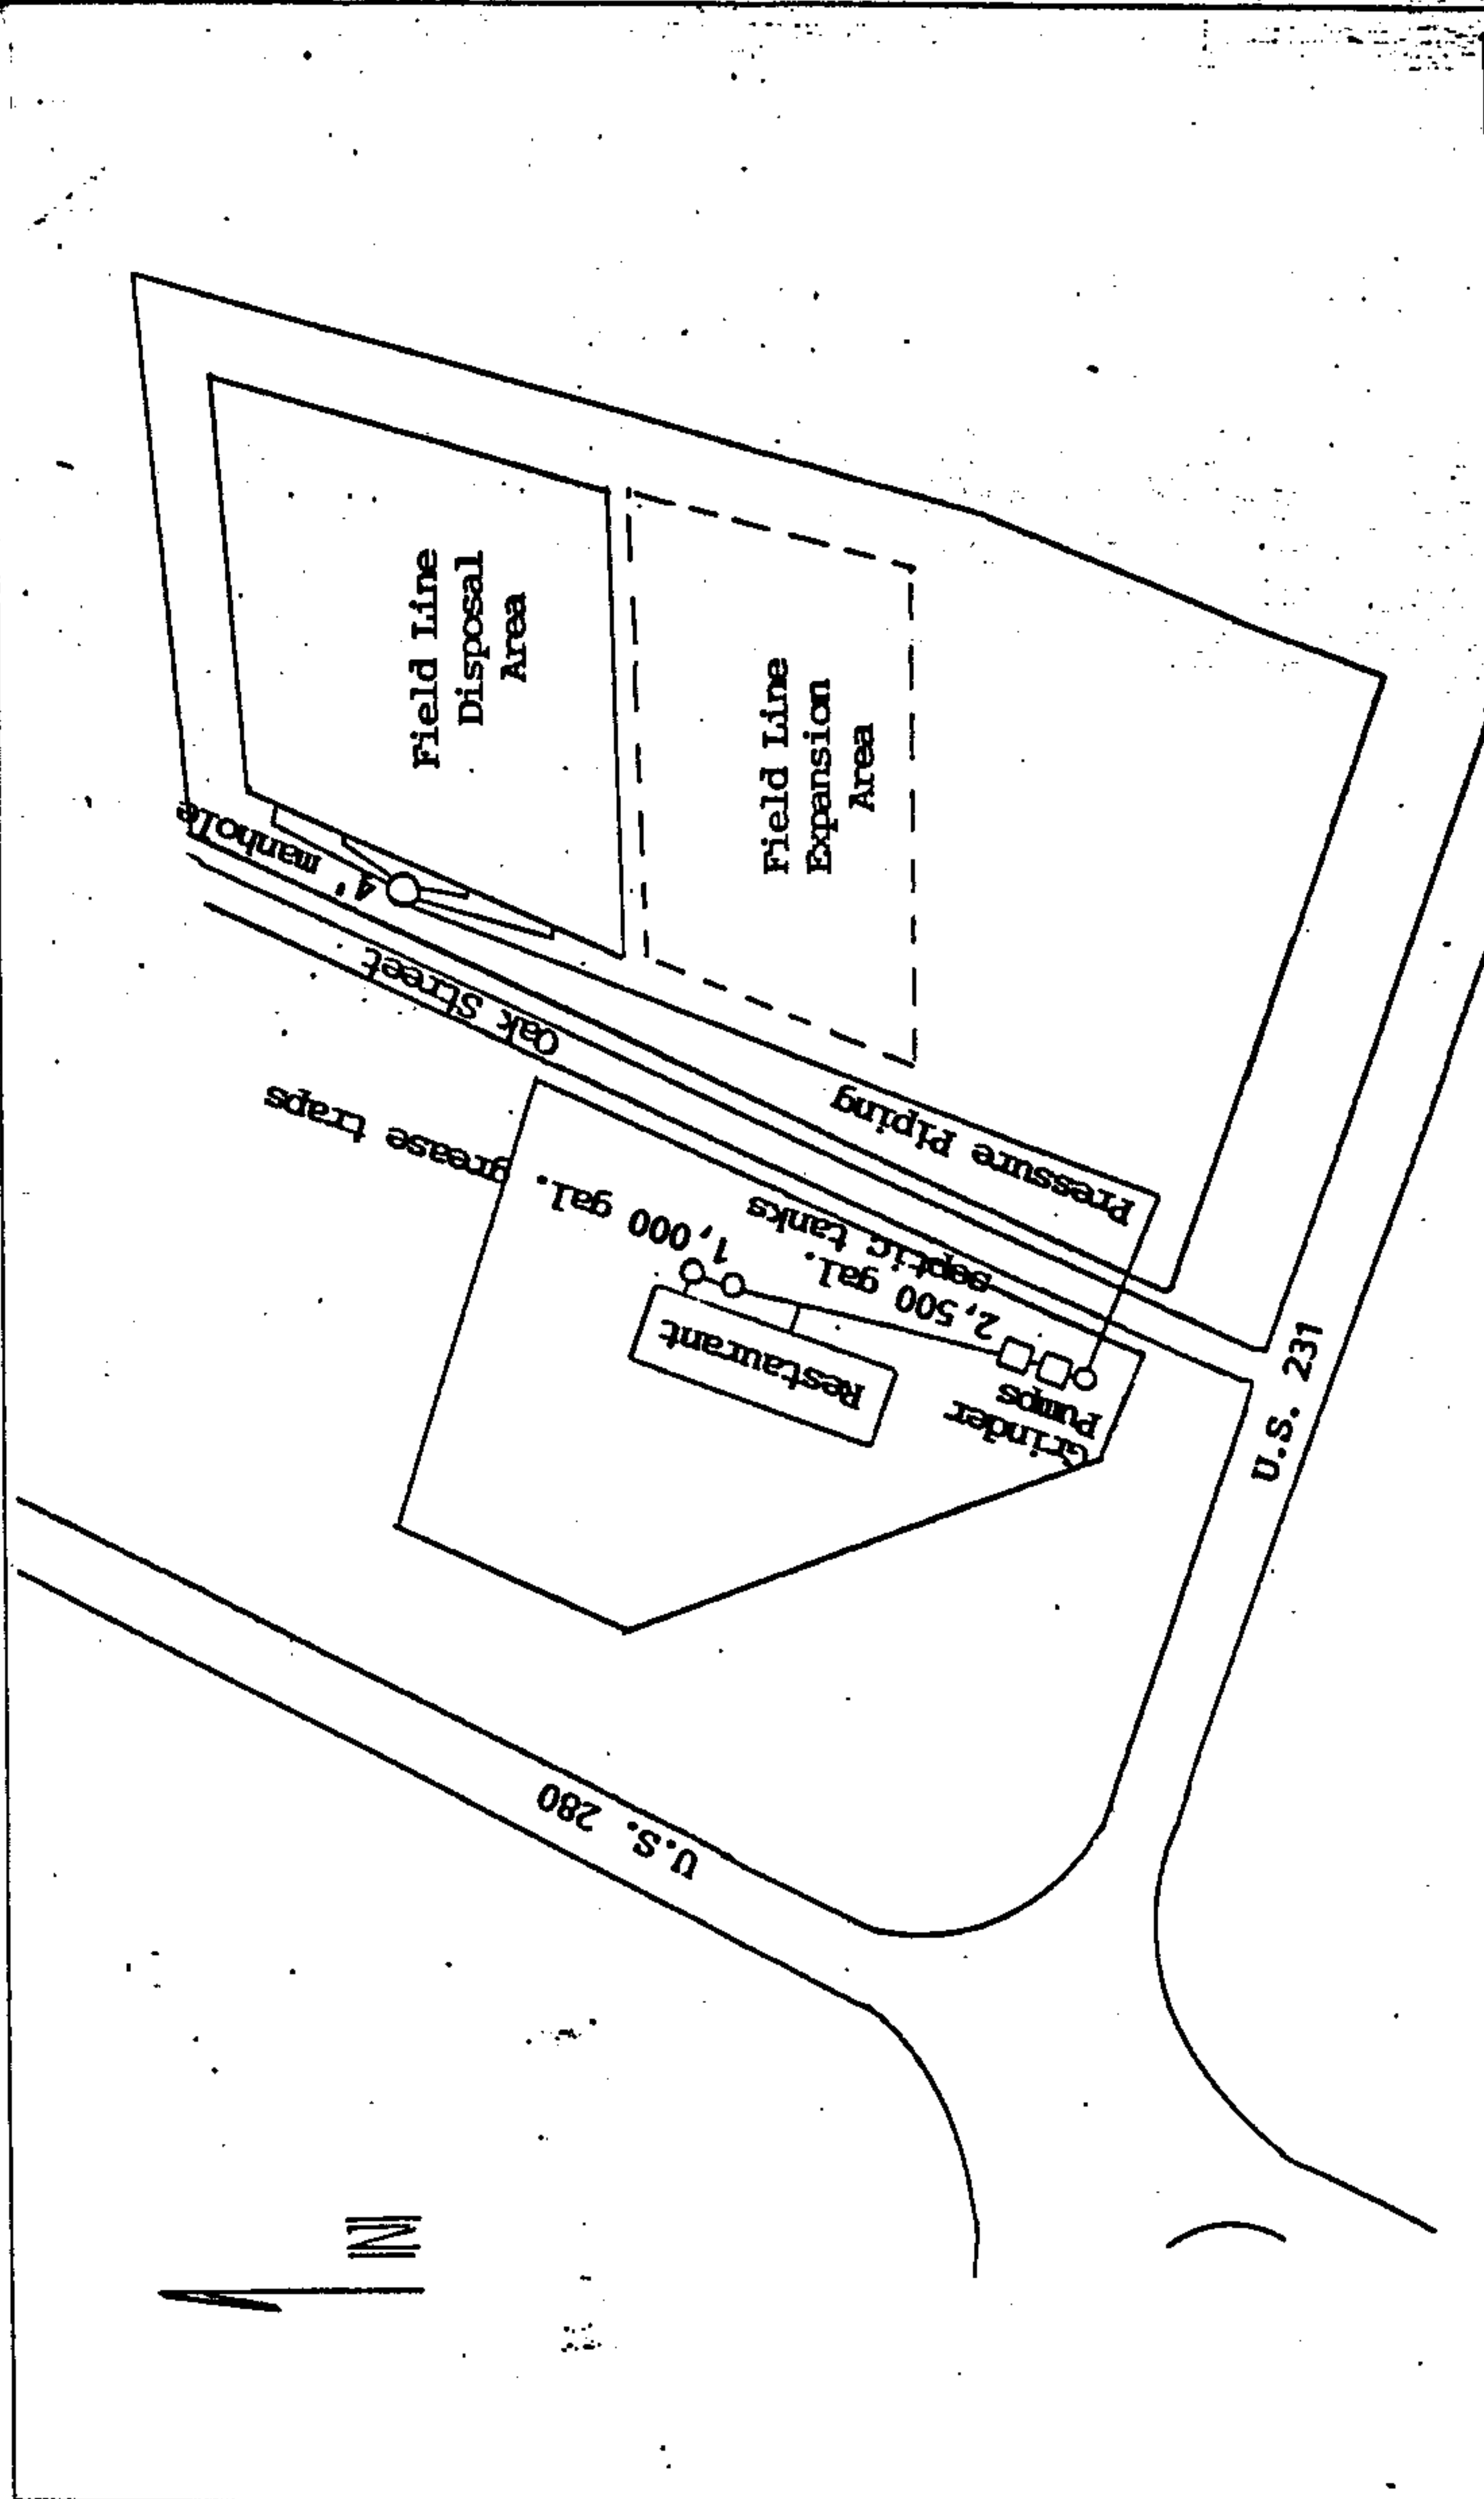 Field Line
Disposal
Area
Field Line
Expansion
Area
4' manhole
Oak Street
Pressure Piping
1,000 gal. grease traps
2,500 gal.
septic tanks
Restaurant
Grinder
Pumps
U.S. 231
U.S. 280
N